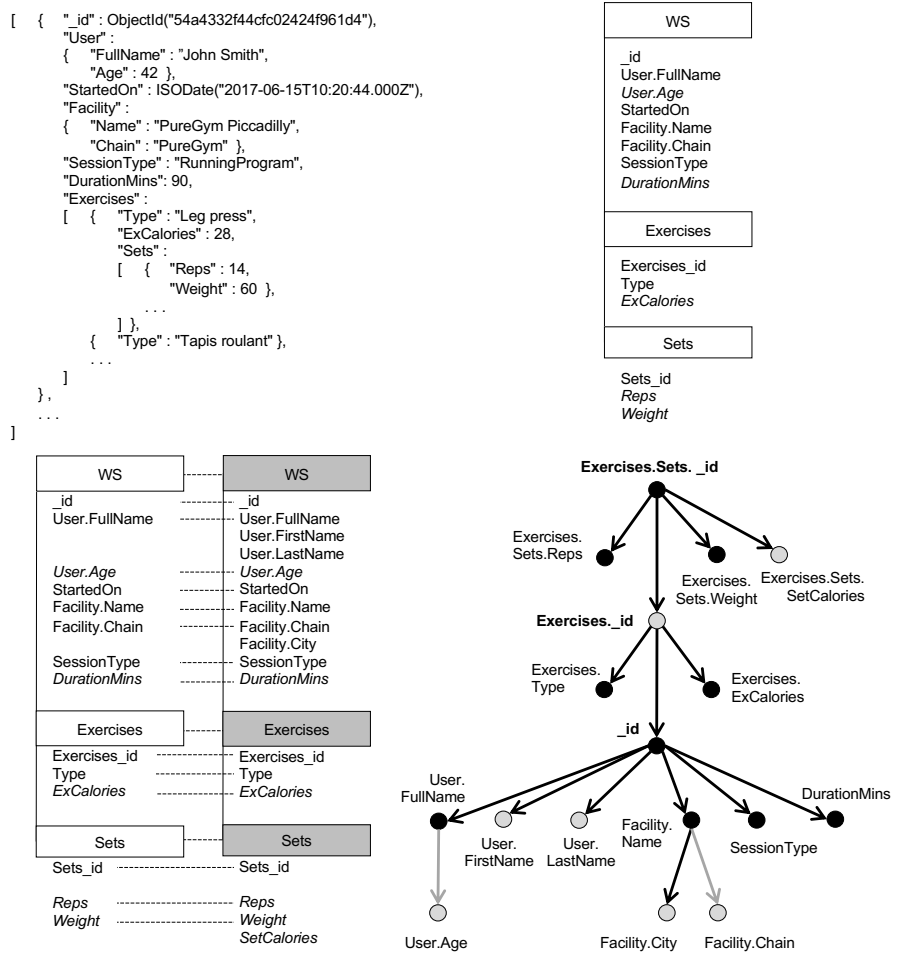 [ { "_id" : ObjectId("54a4332f44cfc02424f961d4"),
"User" :
{ "FullName" : "John Smith",
"Age" : 42 },
"StartedOn" : ISODate("2017-06-15T10:20:44.000Z"),
"Facility" :
{ "Name" : "PureGym Piccadilly",
"Chain" : "PureGym" },
"SessionType" : "RunningProgram",
"DurationMins": 90,
"Exercises" :
[ { "Type" : "Leg press",
"ExCalories" : 28,
"Sets" :
[ { "Reps" : 14,
"Weight" : 60 },
. . .
] },
{ "Type" : "Tapis roulant" },
. . .
]
} ,
. . .
]
WS
_id
User.FullName
User.Age
StartedOn
Facility.Name
Facility.Chain
SessionType
DurationMins
Exercises
Exercises_id
Type
ExCalories
Sets
Sets_id
Reps
Weight
WS
_id
User.FullName
User.Age
StartedOn
Facility.Name
Facility.Chain
SessionType
DurationMins
Exercises
Exercises_id
Type
ExCalories
Sets
Sets_id
Reps
Weight
WS
_id
User.FullName
User.FirstName
User.LastName
User.Age
StartedOn
Facility.Name
Facility.Chain
Facility.City
SessionType
DurationMins
Exercises
Exercises_id
Type
ExCalories
Sets
Sets_id
Reps
Weight
SetCalories
Exercises.Sets. _id
Exercises.
Sets.Reps
Exercises.
Sets.Weight
Exercises.Sets.
SetCalories
Exercises._id
Exercises.
Type
Exercises.
ExCalories
_id
User.
FullName
User.
FirstName
User.
LastName
Facility.
Name
SessionType
DurationMins
User.Age
Facility.City
Facility.Chain